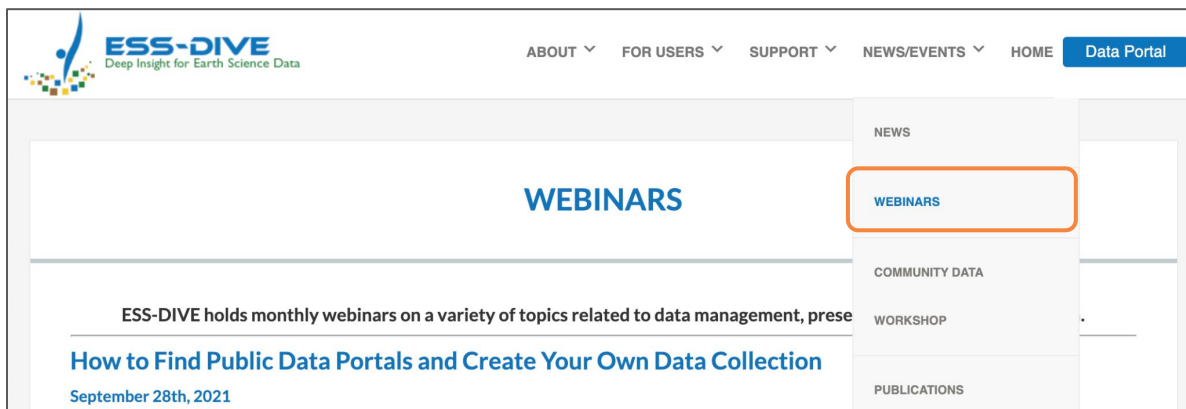 ESS-DIVE
Deep Insight for Earth Science Data
ABOUT
FOR USERS
SUPPORT
NEWS/EVENTS
HOME
Data Portal
NEWS
WEBINARS
COMMUNITY DATA
WORKSHOP
PUBLICATIONS
WEBINARS
ESS-DIVE holds monthly webinars on a variety of topics related to data management, prese
.
How to Find Public Data Portals and Create Your Own Data Collection
September 28th, 2021